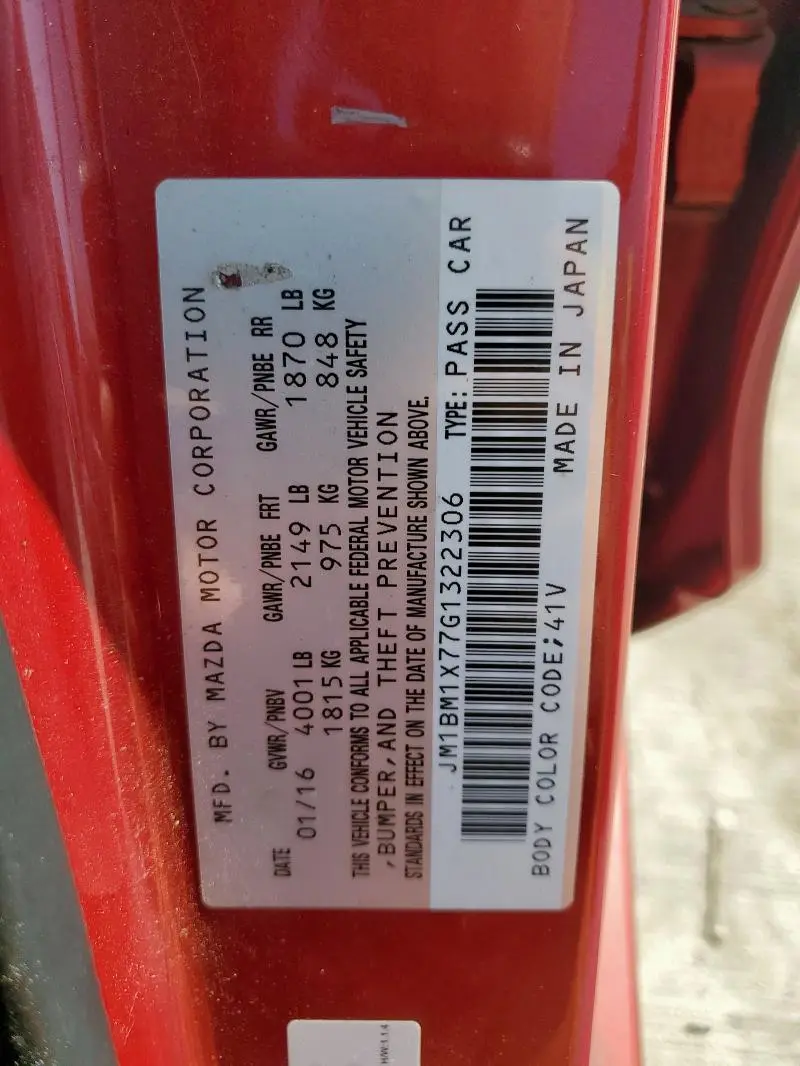 MFD. BY MAZDA MOTOR CORPORATION
DATE GVWR/PNBV GAWR/PNBE FRT GAWR/PNBE RR
01/16 4001 LB 2149 LB 1870 LB
1815 KG 975 KG 848 KG
THIS VEHICLE CONFORMS TO ALL APPLICABLE FEDERAL MOTOR VEHICLE SAFETY
,BUMPER,AND THEFT PREVENTION
STANDARDS IN EFFECT ON THE DATE OF MANUFACTURE SHOWN ABOVE.
JM1BM1X77G1322306 TYPE: PASS CAR
BODY COLOR CODE;41V MADE IN JAPAN
H/W:1.1.4